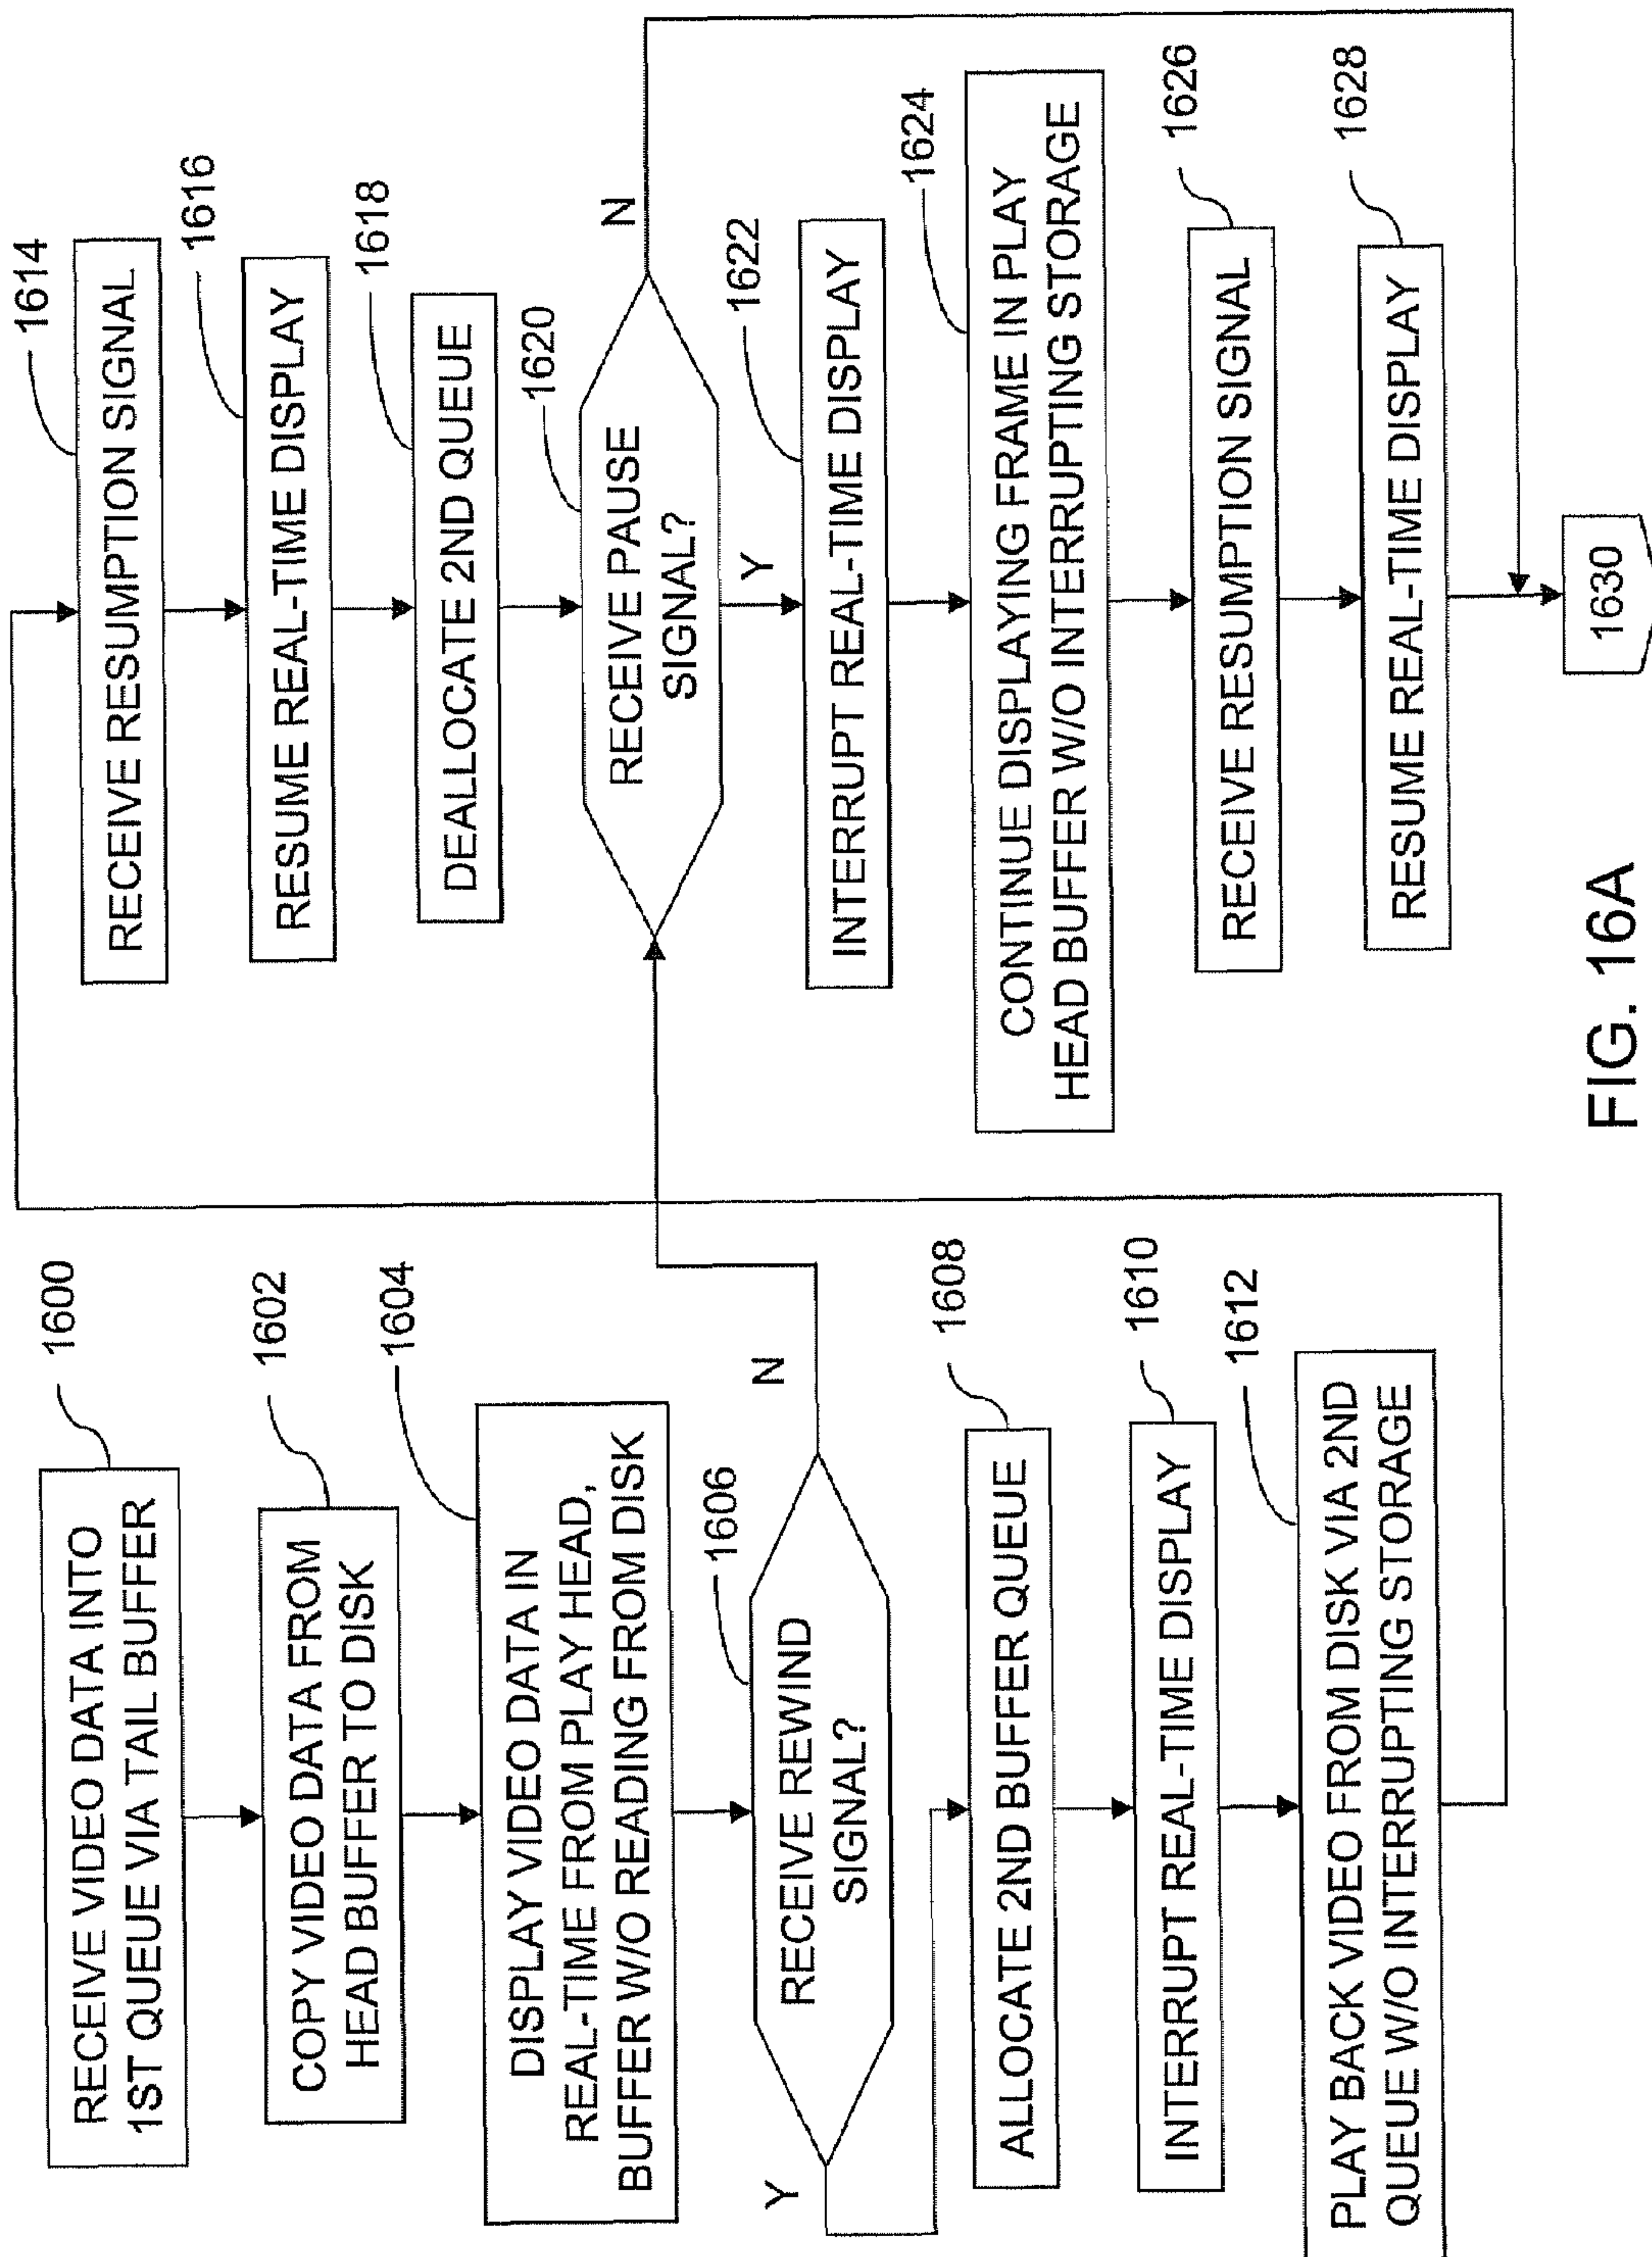 1600
RECEIVE VIDEO DATA INTO
1ST QUEUE VIA TAIL BUFFER
1602
COPY VIDEO DATA FROM
HEAD BUFFER TO DISK
1604
DISPLAY VIDEO DATA IN
REAL-TIME FROM PLAY HEAD,
BUFFER W/O READING FROM DISK
1606
RECEIVE REWIND
SIGNAL?
Y
N
1608
ALLOCATE 2ND BUFFER QUEUE
1610
INTERRUPT REAL-TIME DISPLAY
1612
PLAY BACK VIDEO FROM DISK VIA 2ND
QUEUE W/O INTERRUPTING STORAGE
1614
RECEIVE RESUMPTION SIGNAL
1616
RESUME REAL-TIME DISPLAY
1618
DEALLOCATE 2ND QUEUE
1620
RECEIVE PAUSE
SIGNAL?
N
Y
1622
INTERRUPT REAL-TIME DISPLAY
1624
CONTINUE DISPLAYING FRAME IN PLAY
HEAD BUFFER W/O INTERRUPTING STORAGE
1626
RECEIVE RESUMPTION SIGNAL
1628
RESUME REAL-TIME DISPLAY
1630
FIG. 16A